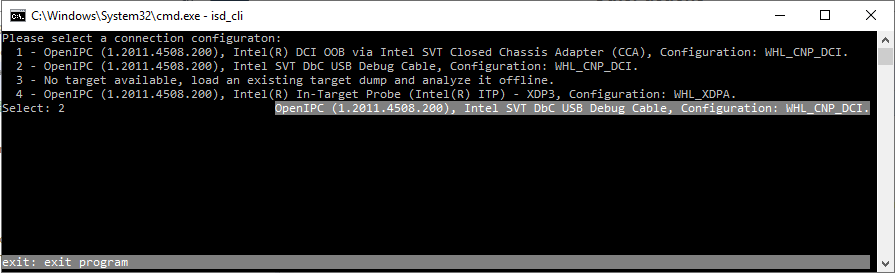 C:\Windows\System32\cmd.exe - isd_cli
Please select a connection configuraton:
1 - OpenIPC (1.2011.4508.200), Intel(R) DCI OOB via Intel SVT Closed Chassis Adapter (CCA), Configuration: WHL_CNP_DCI.
2 - OpenIPC (1.2011.4508.200), Intel SVT DbC USB Debug Cable, Configuration: WHL_CNP_DCI.
3 - No target available, load an existing target dump and analyze it offline.
4 - OpenIPC (1.2011.4508.200), Intel(R) In-Target Probe (Intel(R) ITP) - XDP3, Configuration: WHL_XDPA.
Select: 2 OpenIPC (1.2011.4508.200), Intel SVT DbC USB Debug Cable, Configuration: WHL_CNP_DCI.
exit: exit program